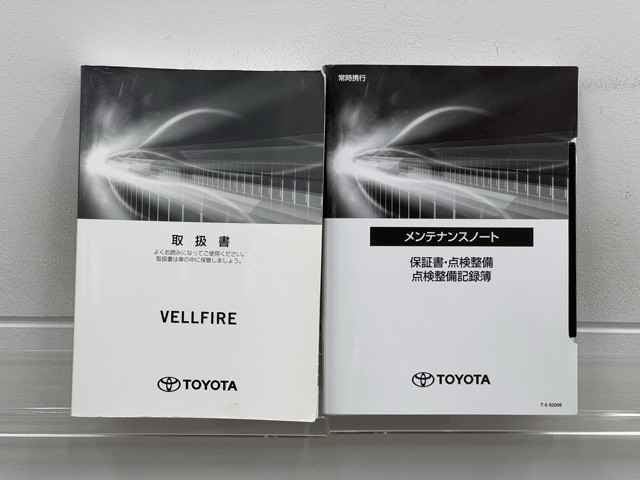 取扱書
よくお読みになってご使用ください。
取扱書は車の中に保管しましょう。
VELLFIRE
TOYOTA
常時携行
メンテナンスノート
保証書・点検整備
点検整備記録簿
TOYOTA
T-0 62006